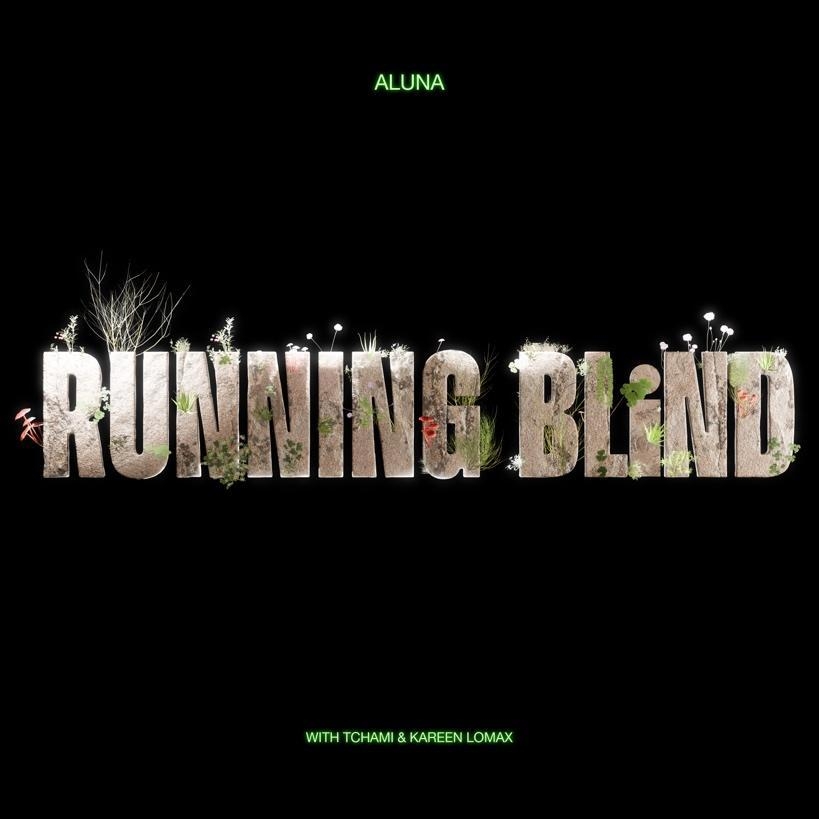 ALUNA
RUNNING BLiND
WITH TCHAMI & KAREEN LOMAX